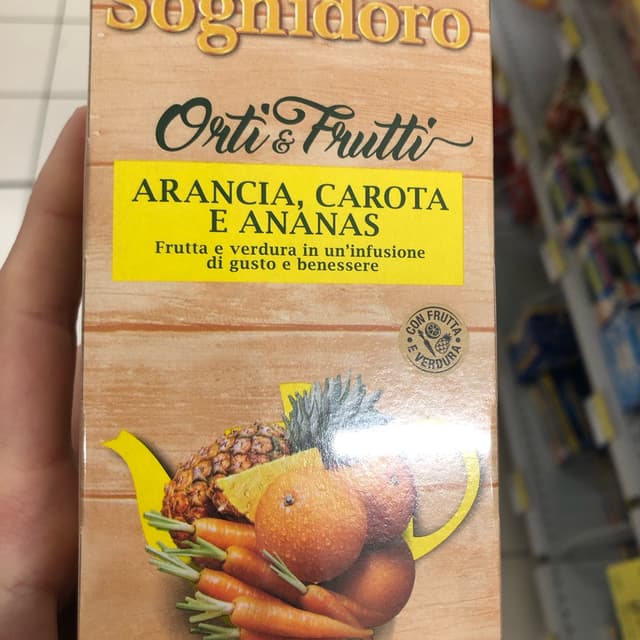 Sognidoro
Orti & Frutti
ARANCIA, CAROTA
E ANANAS
Frutta e verdura in un'infusione
di gusto e benessere
CON FRUTTA
E VERDURA